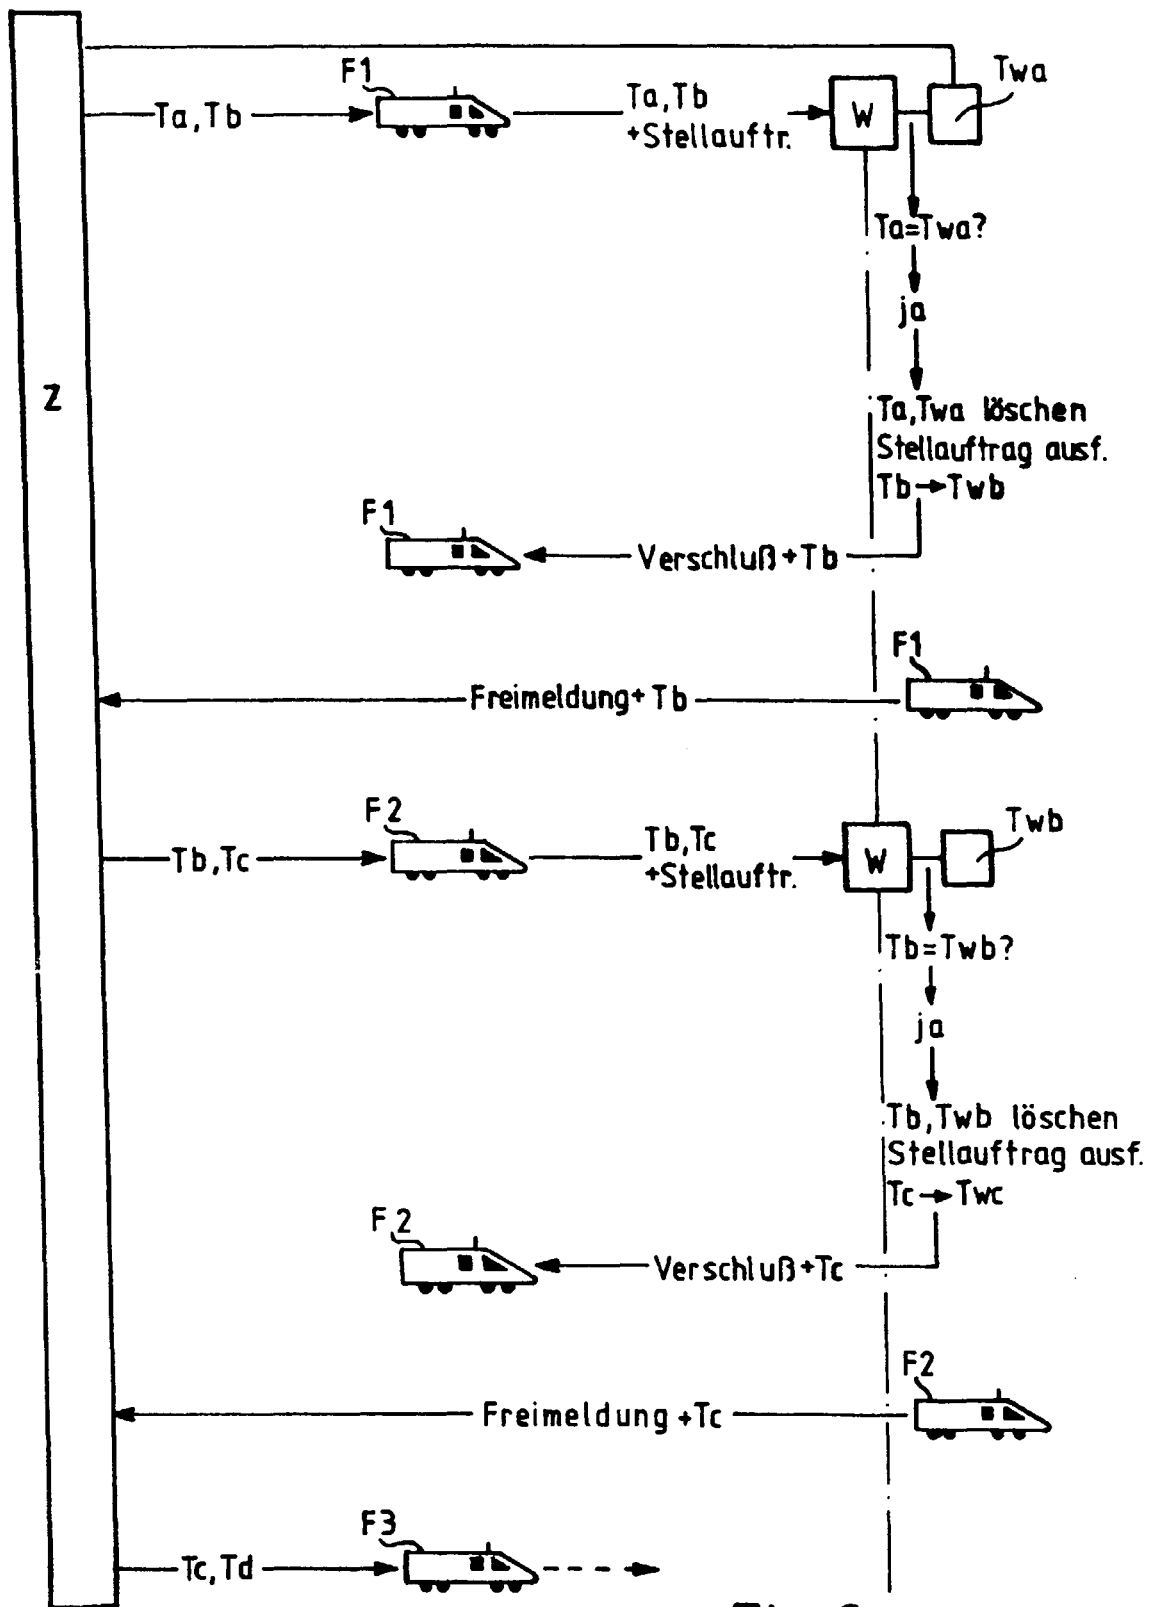 F1
Twa
Ta,Tb
Ta,Tb
+Stellauftr.
W
Ta=Twa?
ja
Z
Ta,Twa löschen
Stellauftrag ausf.
Tb→Twb
F1
Verschluß+Tb
F1
Freimeldung+Tb
F2
Twb
Tb,Tc
Tb,Tc
+Stellauftr.
W
Tb=Twb?
ja
Tb,Twb löschen
Stellauftrag ausf.
Tc→Twc
F2
Verschluß+Tc
F2
Freimeldung+Tc
F3
Tc,Td